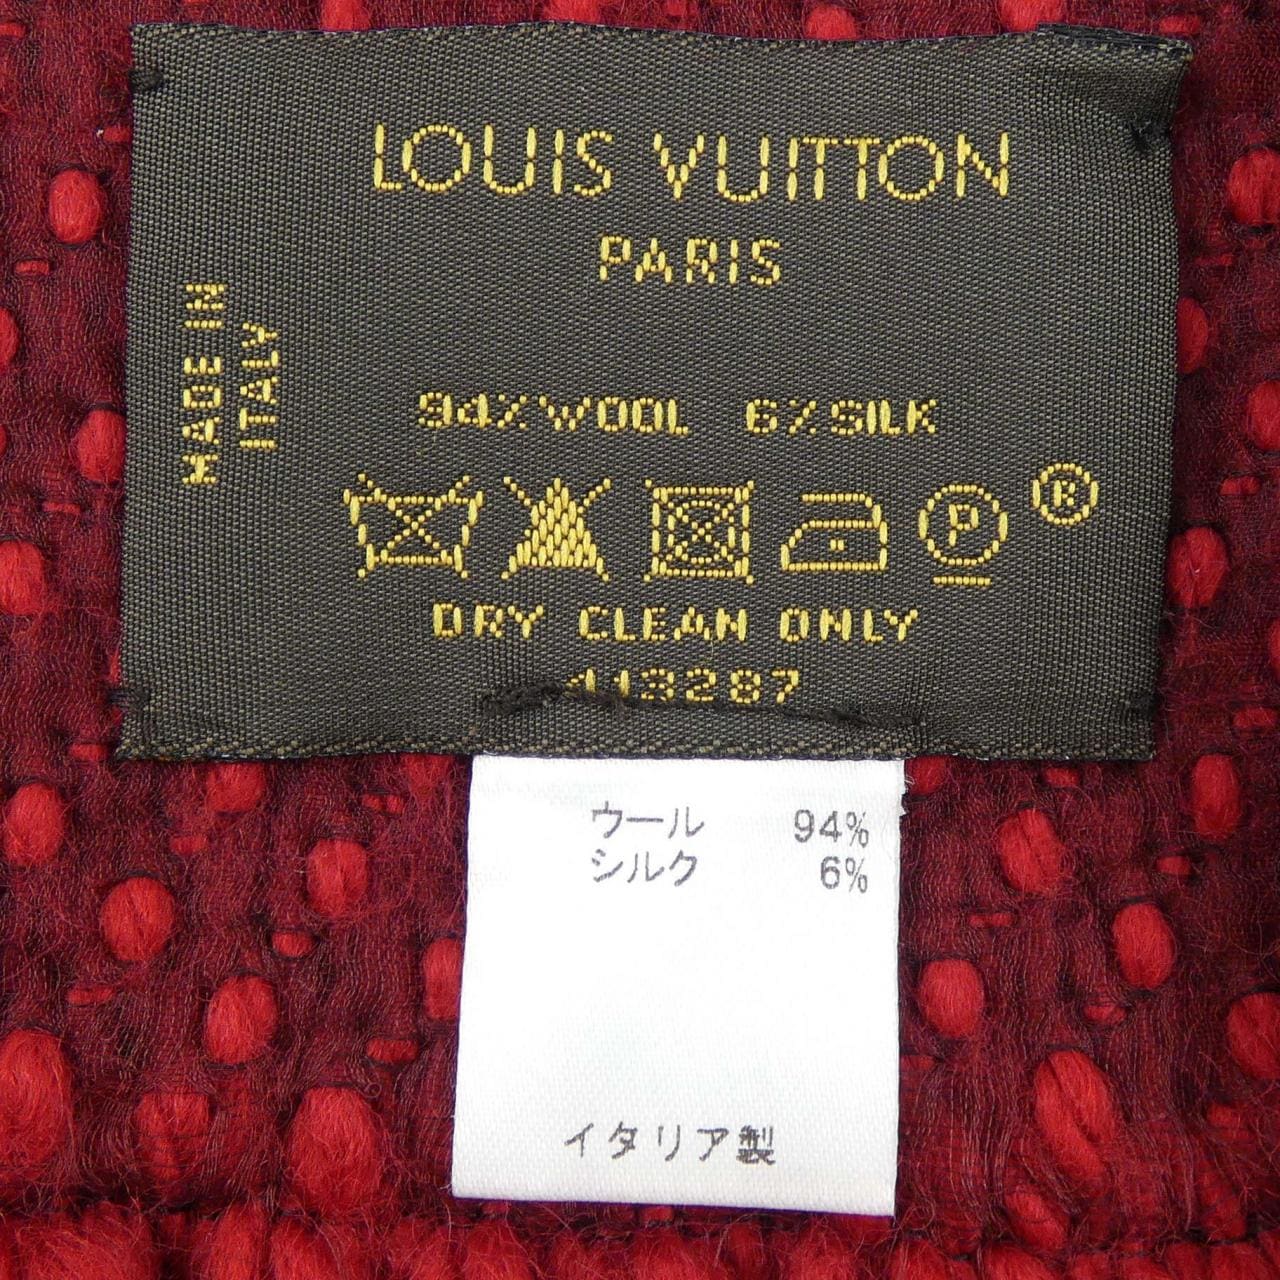 LOUIS VUITTON
PARIS
MADE IN
ITALY
94% WOOL 6% SILK
P
®
DRY CLEAN ONLY
413287
ウール 94%
シルク 6%
イタリア製